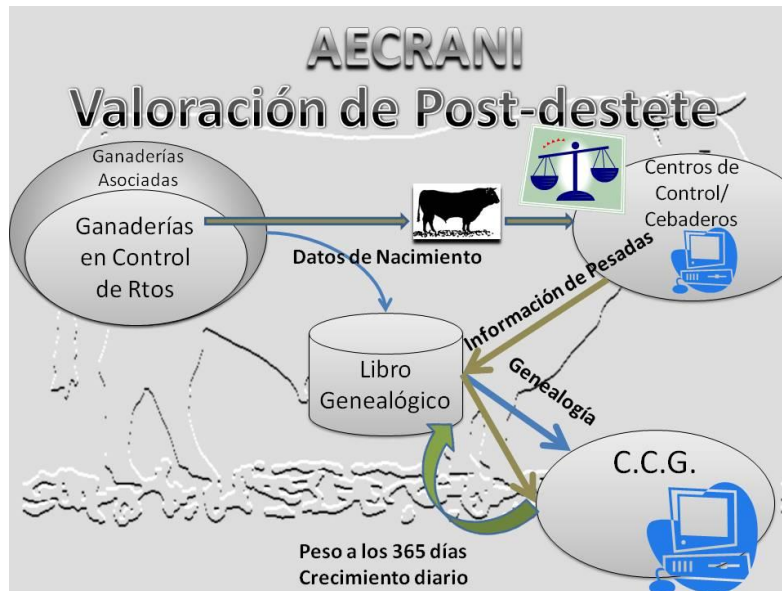 AECRANI
Valoración de Post-destete
Ganaderías
Asociadas
Ganaderías
en Control
de Rtos
Centros de
Control/
Cebaderos
Datos de Nacimiento
Información de Pesadas
Libro
Genealógico
Genealogía
C.C.G.
Peso a los 365 días
Crecimiento diario